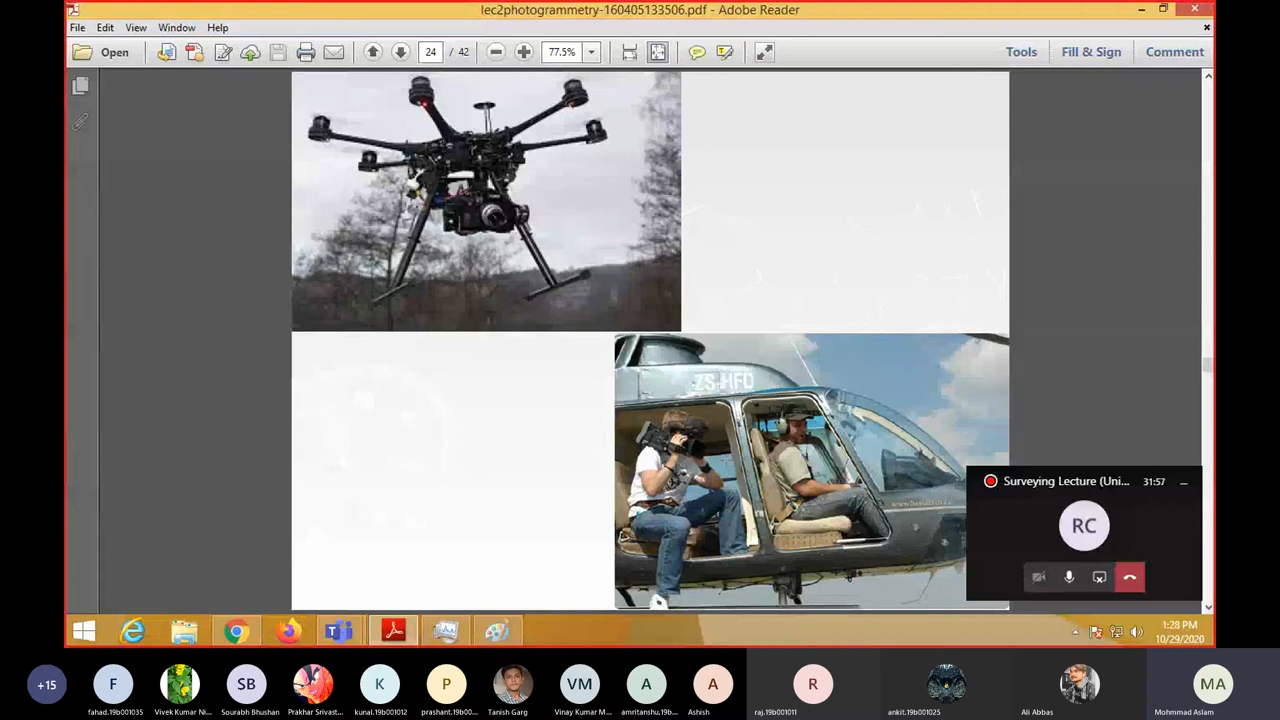 lec2photogrammetry-160405133506.pdf - Adobe Reader
File Edit View Window Help
Open 24 / 42 77.5% Tools Fill & Sign Comment
ZS-HFD
Surveying Lecture (Uni... 31:57
RC
1:28 PM
10/29/2020
+15 F SB K P VM A A R MA
fahad.19b001035 Vivek Kumar Ni... Sourabh Bhushan Prakhar Srivast... kunal.19l001012 prashant.19b00... Tanish Garg Vinay Kumar M... amritanshu.19b... Ashish raj.19b001011 ankit.19b001025 Ali Abbas Mohmmad Aslam